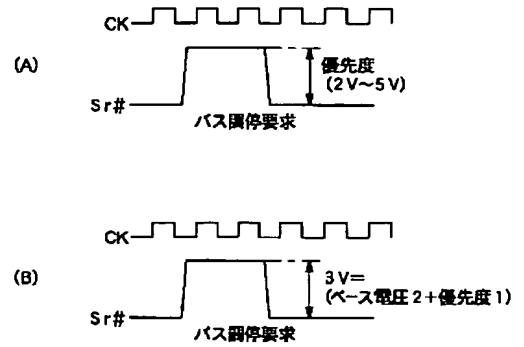 CK
(A)
優先度
(2V~5V)
Sr#
バス調停要求
CK
(B)
3V=
(ベース電圧2+優先度1)
Sr#
バス調停要求